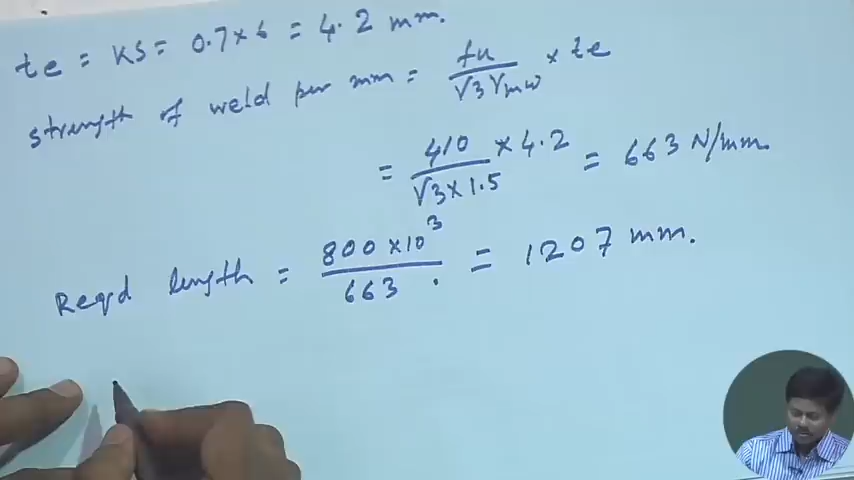 te = KS = 0.7×6 = 4.2 mm.
strength of weld per mm = fu / √3 γmw × te
= 410 / √3 × 1.5 × 4.2 = 663 N/mm.
Reqd length = 800 × 10³ / 663 . = 1207 mm.